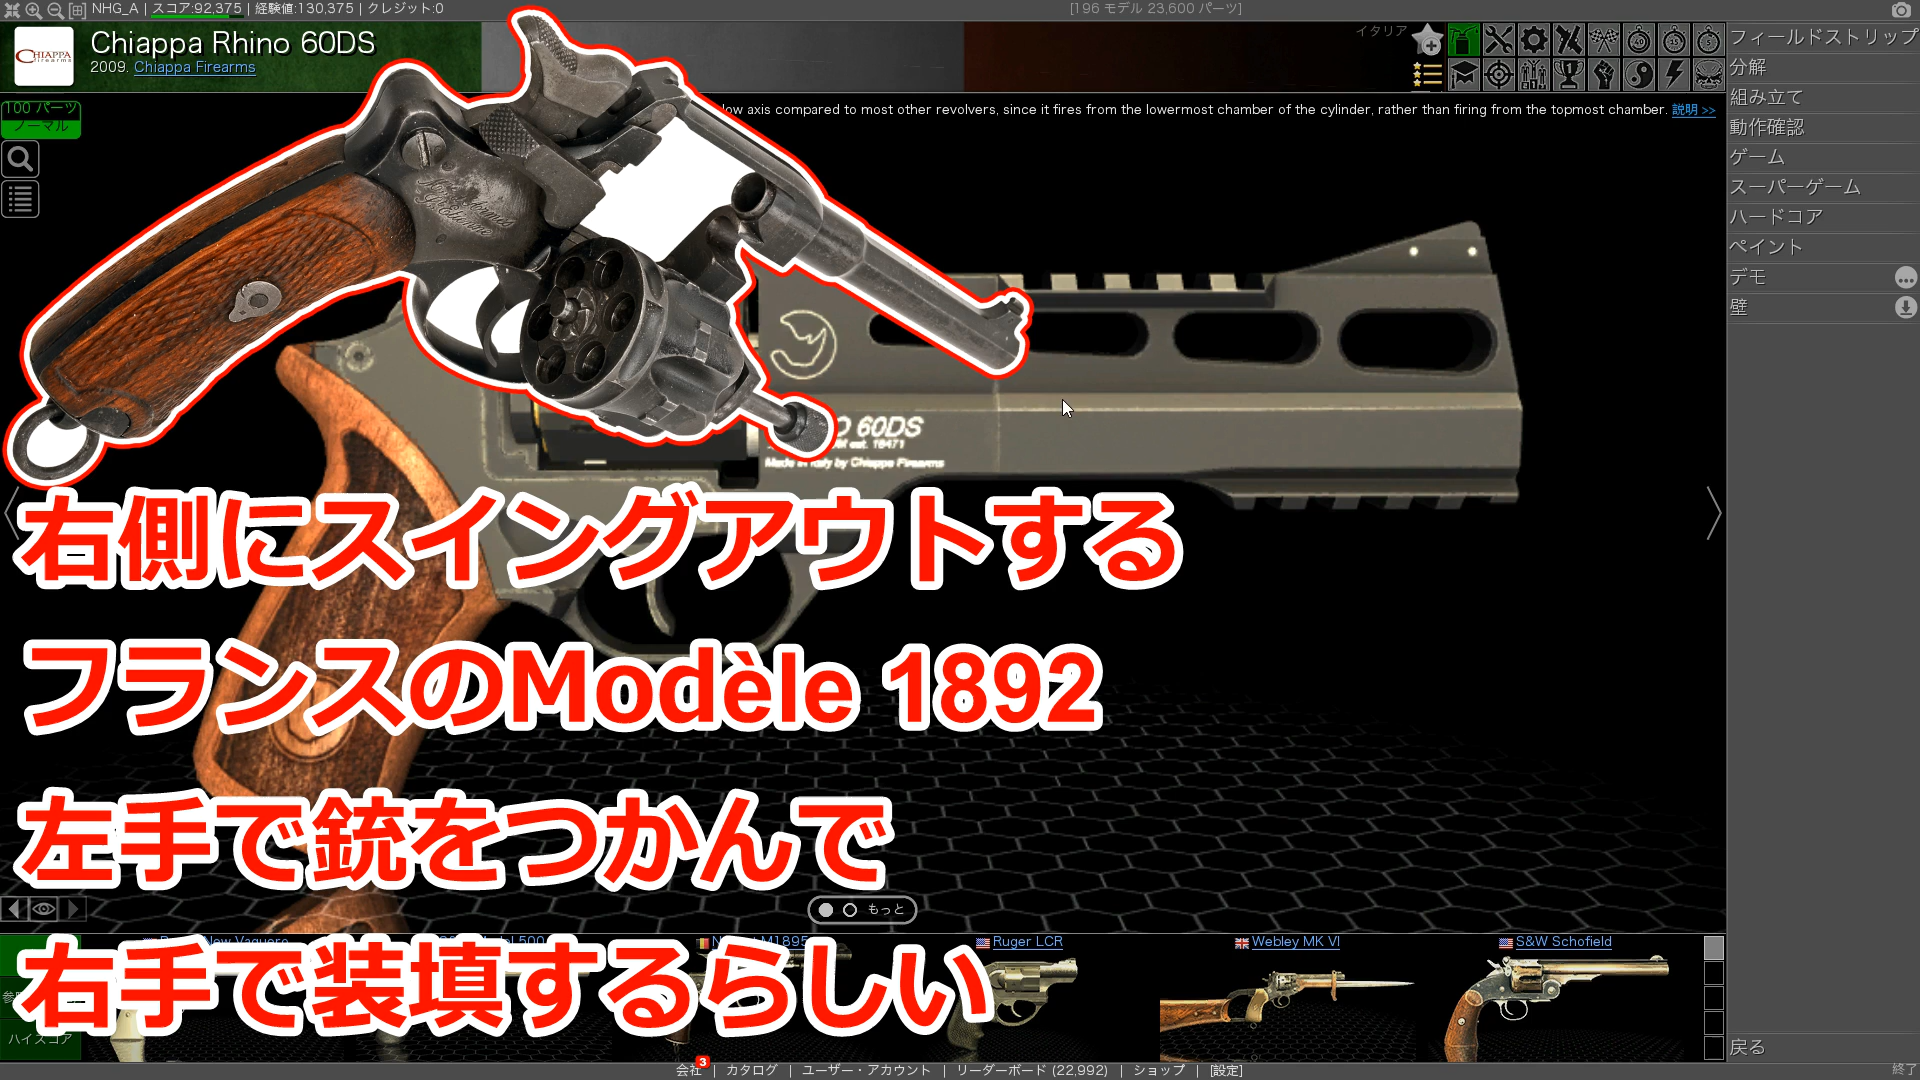 NHG_A | スコア:92,375 | 経験値:130,375 | クレジット:0
[196 モデル 23,600 パーツ]
CHIAPPA
Firearms
Chiappa Rhino 60DS
2009. Chiappa Firearms
イタリア
100 パーツ
ノーマル
low axis compared to most other revolvers, since it fires from the lowermost chamber of the cylinder, rather than firing from the topmost chamber. 説明 >>
フィールドストリップ
分解
組み立て
動作確認
ゲーム
スーパーゲーム
ハードコア
ペイント
デモ
壁
60DS
Made in Italy by Chiappa Firearms
右側にスイングアウトする
フランスのModèle 1892
左手で銃をつかんで
右手で装填するらしい
もっと
New Vaquero
500
M1895
Ruger LCR
Webley MK VI
S&W Schofield
ハイスコア
戻る
3
会社 | カタログ | ユーザー・アカウント | リーダーボード (22,992) | ショップ | [設定]
終了